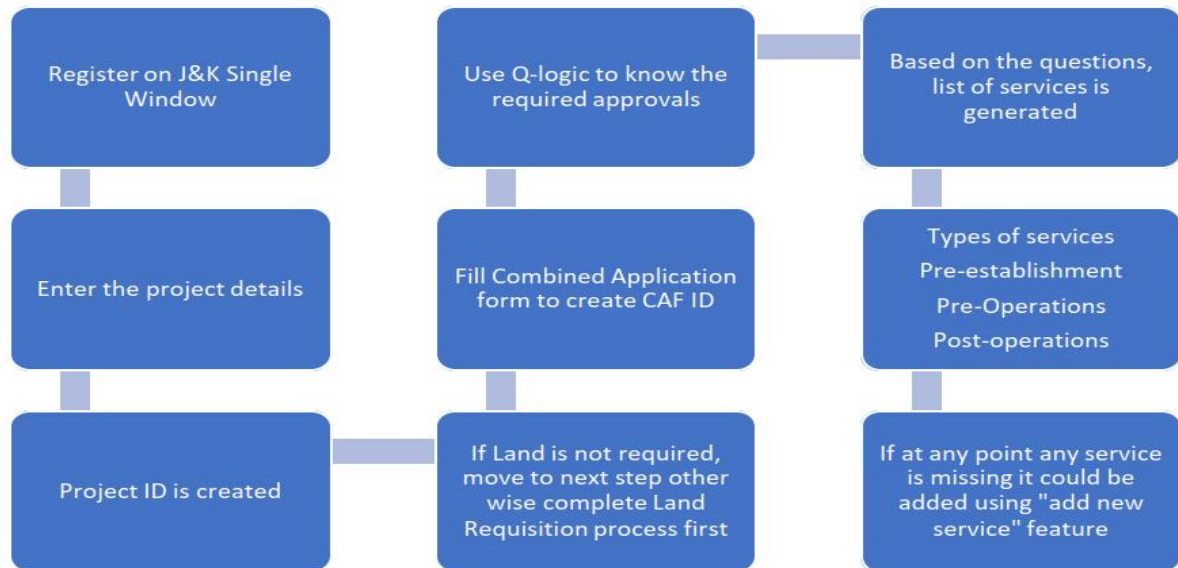 Register on J&K Single
Window
Enter the project details
Project ID is created
If Land is not required,
move to next step other
wise complete Land
Requisition process first
Fill Combined Application
form to create CAF ID
Use Q-logic to know the
required approvals
Based on the questions,
list of services is
generated
Types of services
Pre-establishment
Pre-Operations
Post-operations
If at any point any service
is missing it could be
added using "add new
service" feature